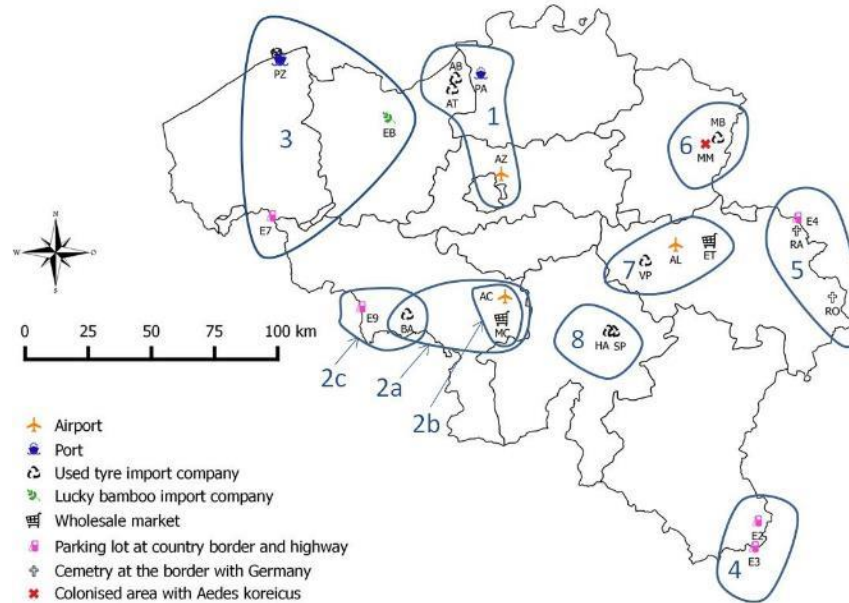 PZ
AB
PA
AT
1
3
EB
MB
6
MM
AZ
E7
E4
RA
5
AL
ET
7
VP
RO
N
W
O
S
AC
E9
BA
MC
8
HA SP
0 25 50 75 100 km
2c
2a
2b
Airport
Port
Used tyre import company
Lucky bamboo import company
Wholesale market
Parking lot at country border and highway
Cemetry at the border with Germany
Colonised area with Aedes koreicus
E2
E3
4